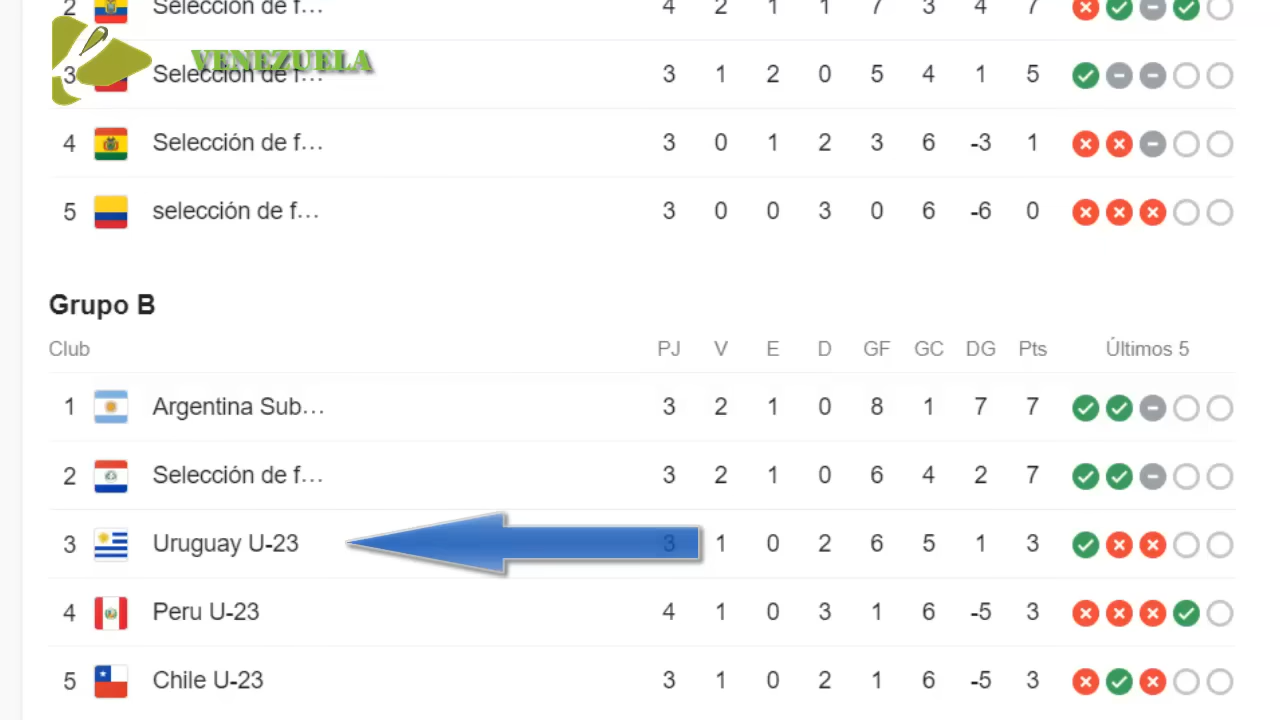 2 Selección de f... 4 2 1 1 7 3 4 7
VENEZUELA
3 Selección de f... 3 1 2 0 5 4 1 5
4 Selección de f... 3 0 1 2 3 6 -3 1
5 selección de f... 3 0 0 3 0 6 -6 0
Grupo B
Club PJ V E D GF GC DG Pts Últimos 5
1 Argentina Sub... 3 2 1 0 8 1 7 7
2 Selección de f... 3 2 1 0 6 4 2 7
3 Uruguay U-23 3 1 0 2 6 5 1 3
4 Peru U-23 4 1 0 3 1 6 -5 3
5 Chile U-23 3 1 0 2 1 6 -5 3